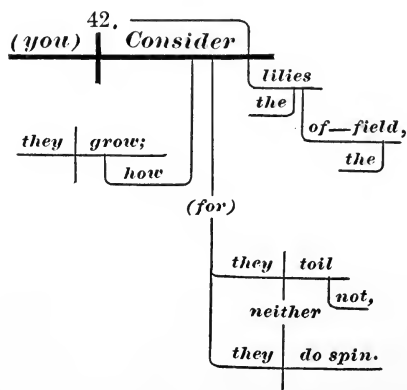 42.
(you) Consider
lilies
the
of—field,
the
they grow;
how
(for)
they toil
not,
neither
they do spin.